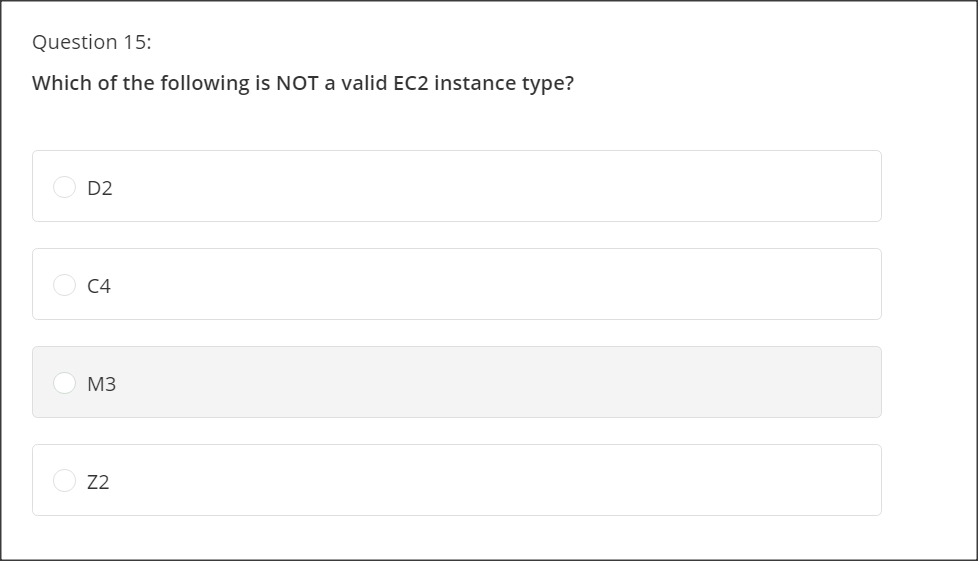 Question 15:
Which of the following is NOT a valid EC2 instance type?
D2
C4
M3
Z2